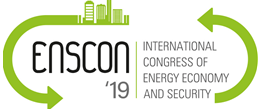 ENSCON
'19
INTERNATIONAL
CONGRESS OF
ENERGY ECONOMY
AND SECURITY